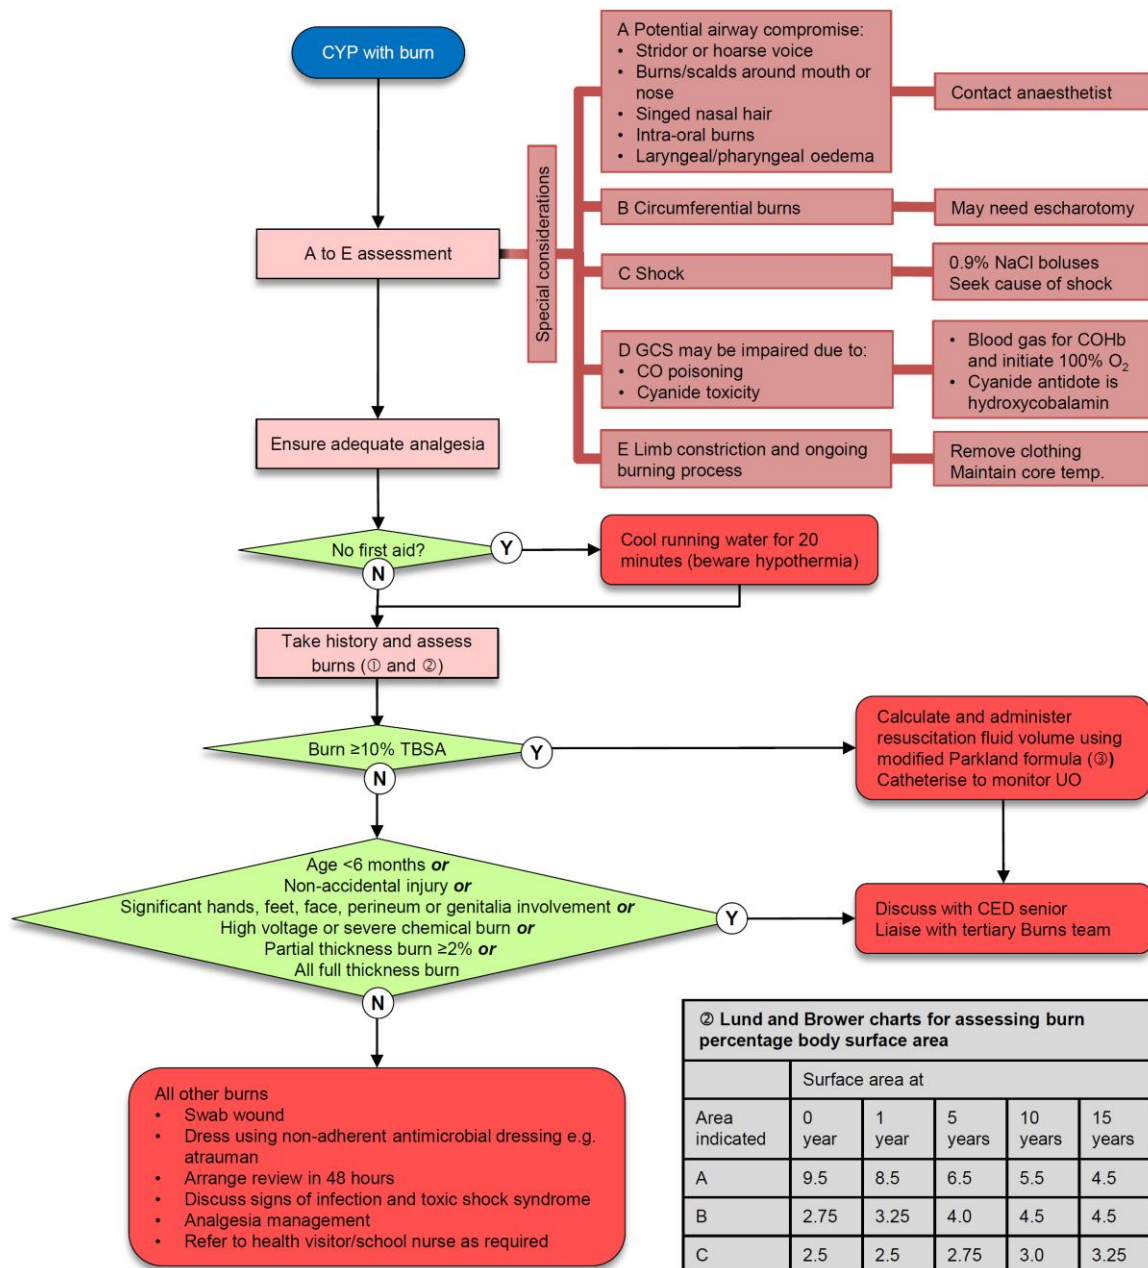 CYP with burn
A to E assessment
Special considerations
A Potential airway compromise:
• Stridor or hoarse voice
• Burns/scalds around mouth or
nose
• Singed nasal hair
• Intra-oral burns
• Laryngeal/pharyngeal oedema
Contact anaesthetist
B Circumferential burns
May need escharotomy
C Shock
0.9% NaCl boluses
Seek cause of shock
D GCS may be impaired due to:
• CO poisoning
• Cyanide toxicity
• Blood gas for COHb
and initiate 100% O₂
• Cyanide antidote is
hydroxycobalamin
E Limb constriction and ongoing
burning process
Remove clothing
Maintain core temp.
Ensure adequate analgesia
No first aid?
Y
N
Cool running water for 20
minutes (beware hypothermia)
Take history and assess
burns (① and ②)
Burn ≥10% TBSA
Y
N
Calculate and administer
resuscitation fluid volume using
modified Parkland formula (③)
Catheterise to monitor UO
Age <6 months or
Non-accidental injury or
Significant hands, feet, face, perineum or genitalia involvement or
High voltage or severe chemical burn or
Partial thickness burn ≥2% or
All full thickness burn
Y
N
Discuss with CED senior
Liaise with tertiary Burns team
All other burns
• Swab wound
• Dress using non-adherent antimicrobial dressing e.g.
atrauman
• Arrange review in 48 hours
• Discuss signs of infection and toxic shock syndrome
• Analgesia management
• Refer to health visitor/school nurse as required
② Lund and Brower charts for assessing burn
percentage body surface area
Surface area at
Area indicated 0 year 1 year 5 years 10 years 15 years
A 9.5 8.5 6.5 5.5 4.5
B 2.75 3.25 4.0 4.5 4.5
C 2.5 2.5 2.75 3.0 3.25